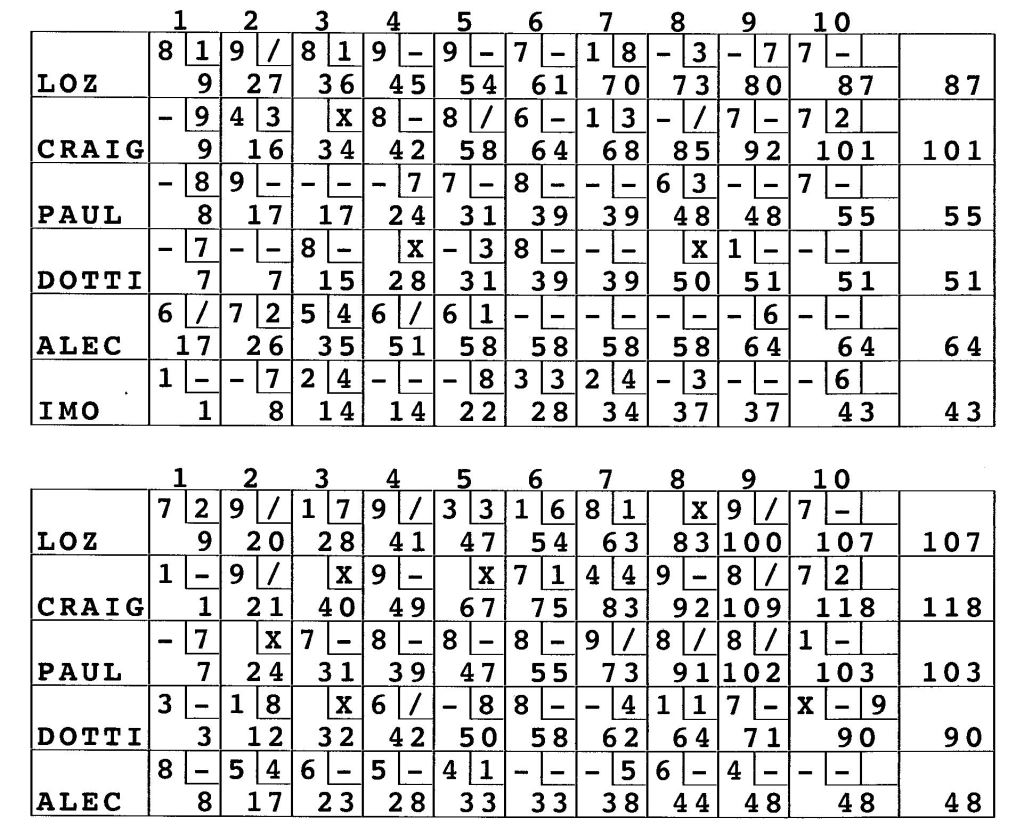 1 2 3 4 5 6 7 8 9 10
8 1 9 / 8 1 9 - 9 - 7 - 1 8 - 3 - 7 7 -
LOZ 9 27 36 45 54 61 70 73 80 87 87
- 9 4 3 X 8 - 8 / 6 - 1 3 - / 7 - 7 2
CRAIG 9 16 34 42 58 64 68 85 92 101 101
- 8 9 - - - - 7 7 - 8 - - - 6 3 - - 7 -
PAUL 8 17 17 24 31 39 39 48 48 55 55
- 7 - - 8 - X - 3 8 - - - X 1 - - -
DOTTI 7 7 15 28 31 39 39 50 51 51 51
6 / 7 2 5 4 6 / 6 1 - - - - - - - 6 - -
ALEC 17 26 35 51 58 58 58 58 64 64 64
1 - - 7 2 4 - - - 8 3 3 2 4 - 3 - - - 6
IMO 1 8 14 14 22 28 34 37 37 43 43
1 2 3 4 5 6 7 8 9 10
7 2 9 / 1 7 9 / 3 3 1 6 8 1 X 9 / 7 -
LOZ 9 20 28 41 47 54 63 83 100 107 107
1 - 9 / X 9 - X 7 1 4 4 9 - 8 / 7 2
CRAIG 1 21 40 49 67 75 83 92 109 118 118
- 7 X 7 - 8 - 8 - 8 - 9 / 8 / 8 / 1 -
PAUL 7 24 31 39 47 55 73 91 102 103 103
3 - 1 8 X 6 / - 8 8 - - 4 1 1 7 - X - 9
DOTTI 3 12 32 42 50 58 62 64 71 90 90
8 - 5 4 6 - 5 - 4 1 - - - 5 6 - 4 - - -
ALEC 8 17 23 28 33 33 38 44 48 48 48